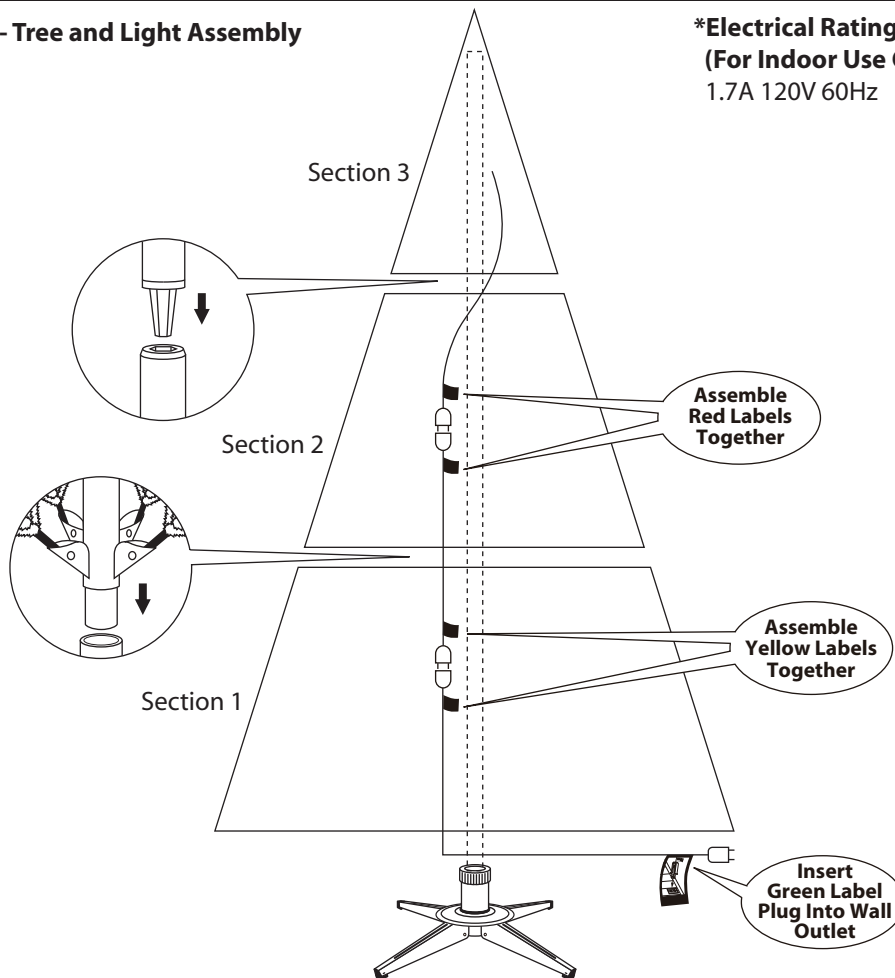 - Tree and Light Assembly
*Electrical Rating
(For Indoor Use
1.7A 120V 60Hz
Section 3
Assemble
Red Labels
Together
Section 2
Assemble
Yellow Labels
Together
Section 1
Insert
Green Label
Plug Into Wall
Outlet